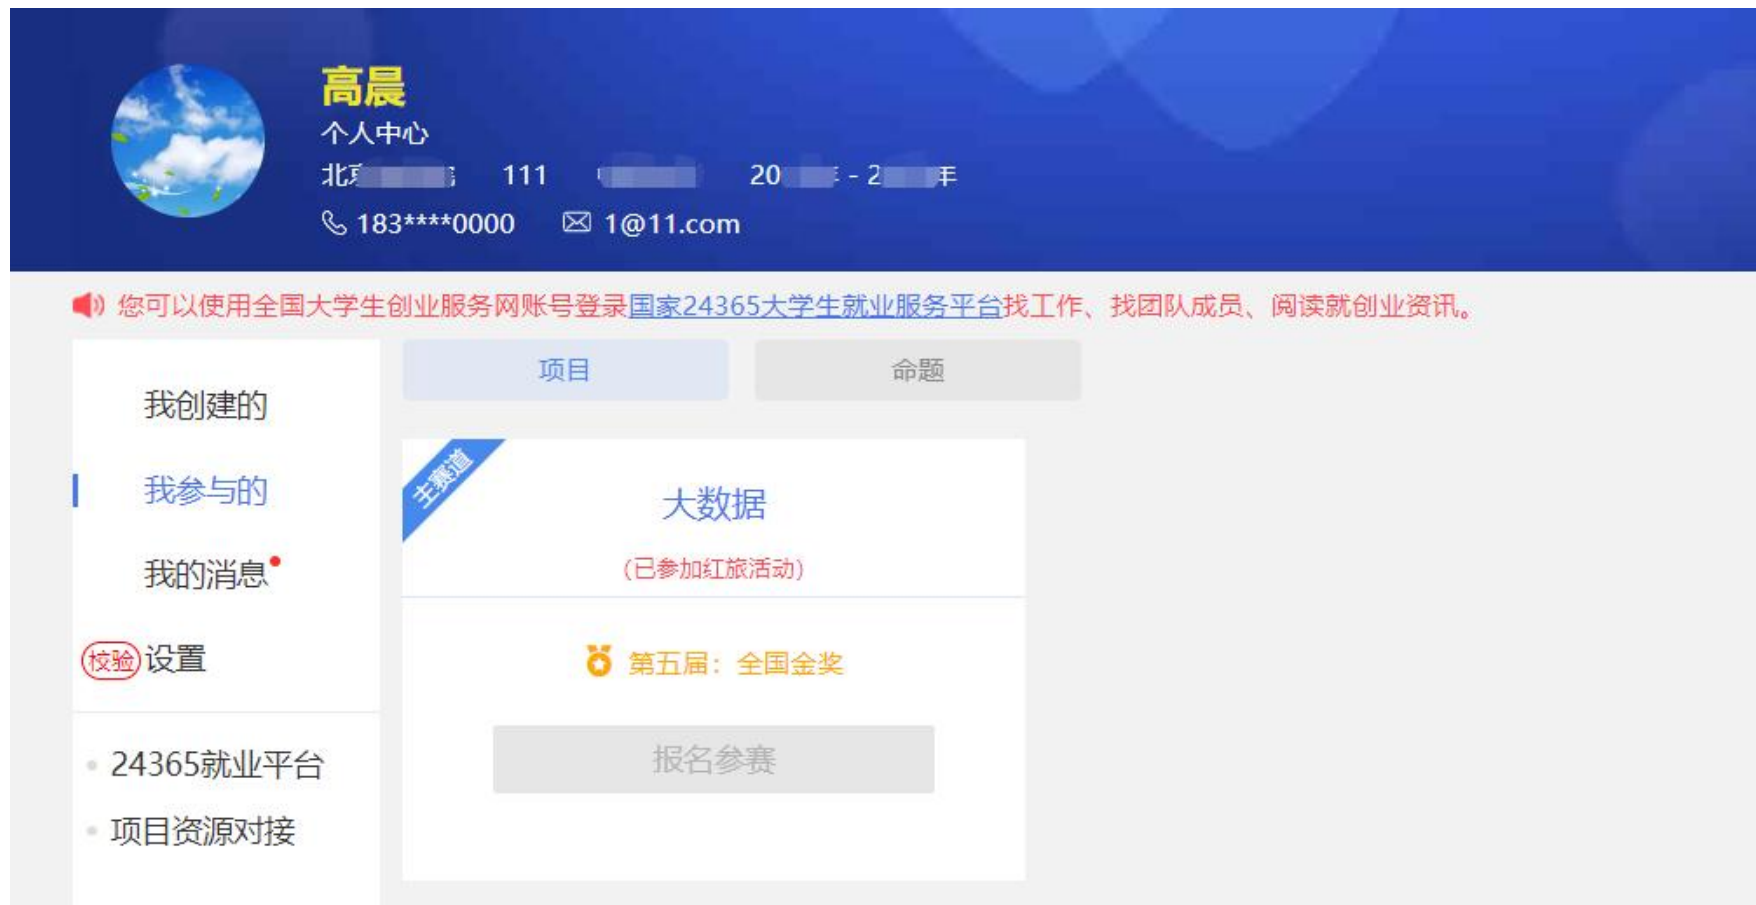 高晨
个人中心
北京 111 20 - 2 年
183****0000 1@11.com
您可以使用全国大学生创业服务网账号登录国家24365大学生就业服务平台找工作、找团队成员、阅读就创业资讯。
项目 命题
我创建的
我参与的
我的消息
校验 设置
24365就业平台
项目资源对接
主赛道
大数据
(已参加红旅活动)
第五届：全国金奖
报名参赛